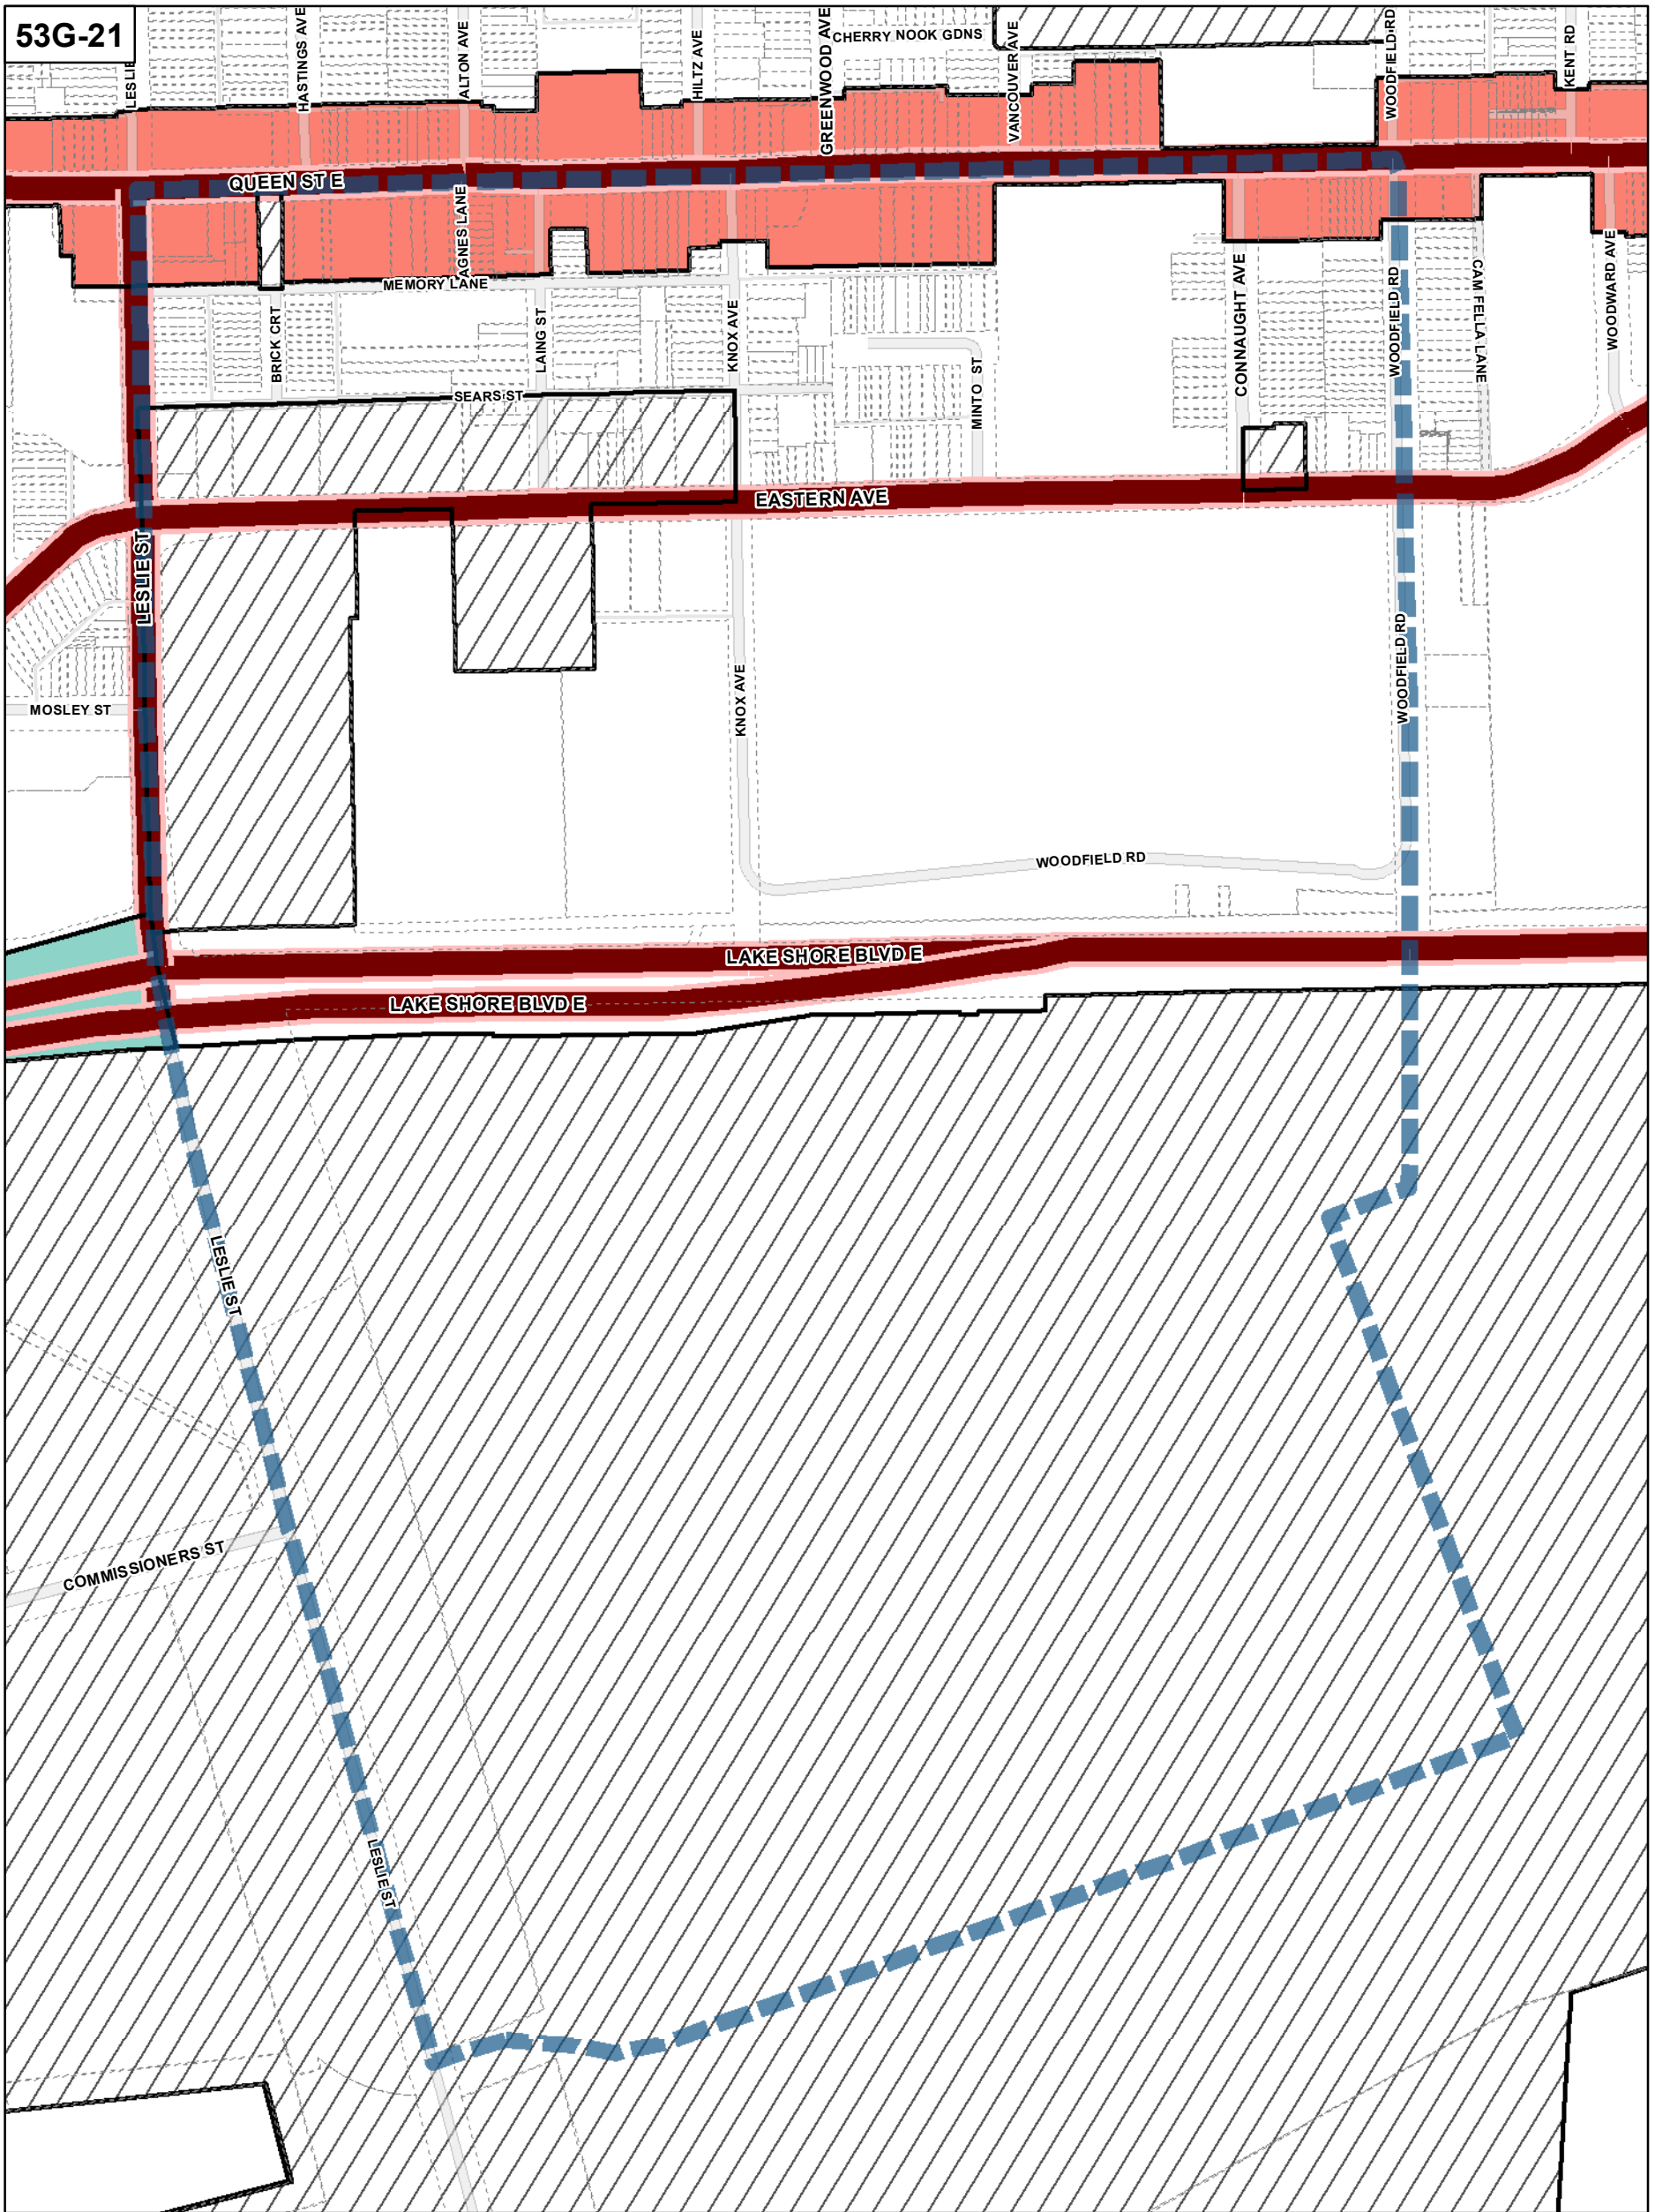 53G-21
LESLIE
HASTINGS AVE
ALTON AVE
HILTZ AVE
GREENWOOD AVE
CHERRY NOOK GDNS
VANCOUVER AVE
WOODFIELD RD
KENT RD
QUEEN ST E
AGNES LANE
MEMORY LANE
BRICK CRT
LAING ST
KNOX AVE
MINTO ST
CONNAUGHT AVE
WOODFIELD RD
CAM FELLA LANE
WOODWARD AVE
SEARS ST
EASTERN AVE
LESLIE ST
MOSLEY ST
KNOX AVE
WOODFIELD RD
WOODFIELD RD
LAKE SHORE BLVD E
LAKE SHORE BLVD E
LESLIE ST
COMMISSIONERS ST
LESLIE ST